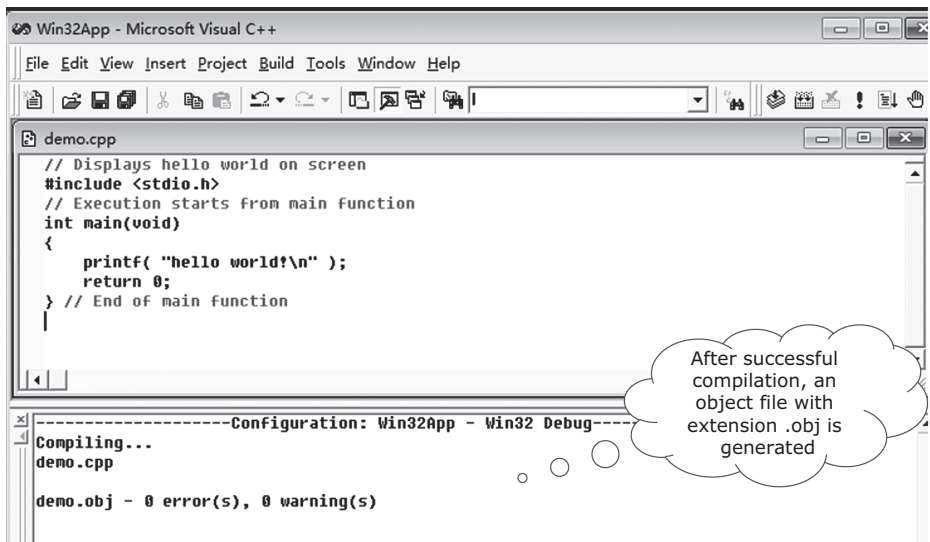 Win32App - Microsoft Visual C++
File Edit View Insert Project Build Tools Window Help
demo.cpp
// Displays hello world on screen
#include <stdio.h>
// Execution starts from main function
int main(void)
{
    printf( "hello world!\n" );
    return 0;
} // End of main function
After successful
compilation, an
object file with
extension .obj is
generated
--------------------Configuration: Win32App - Win32 Debug-----
Compiling...
demo.cpp
demo.obj - 0 error(s), 0 warning(s)